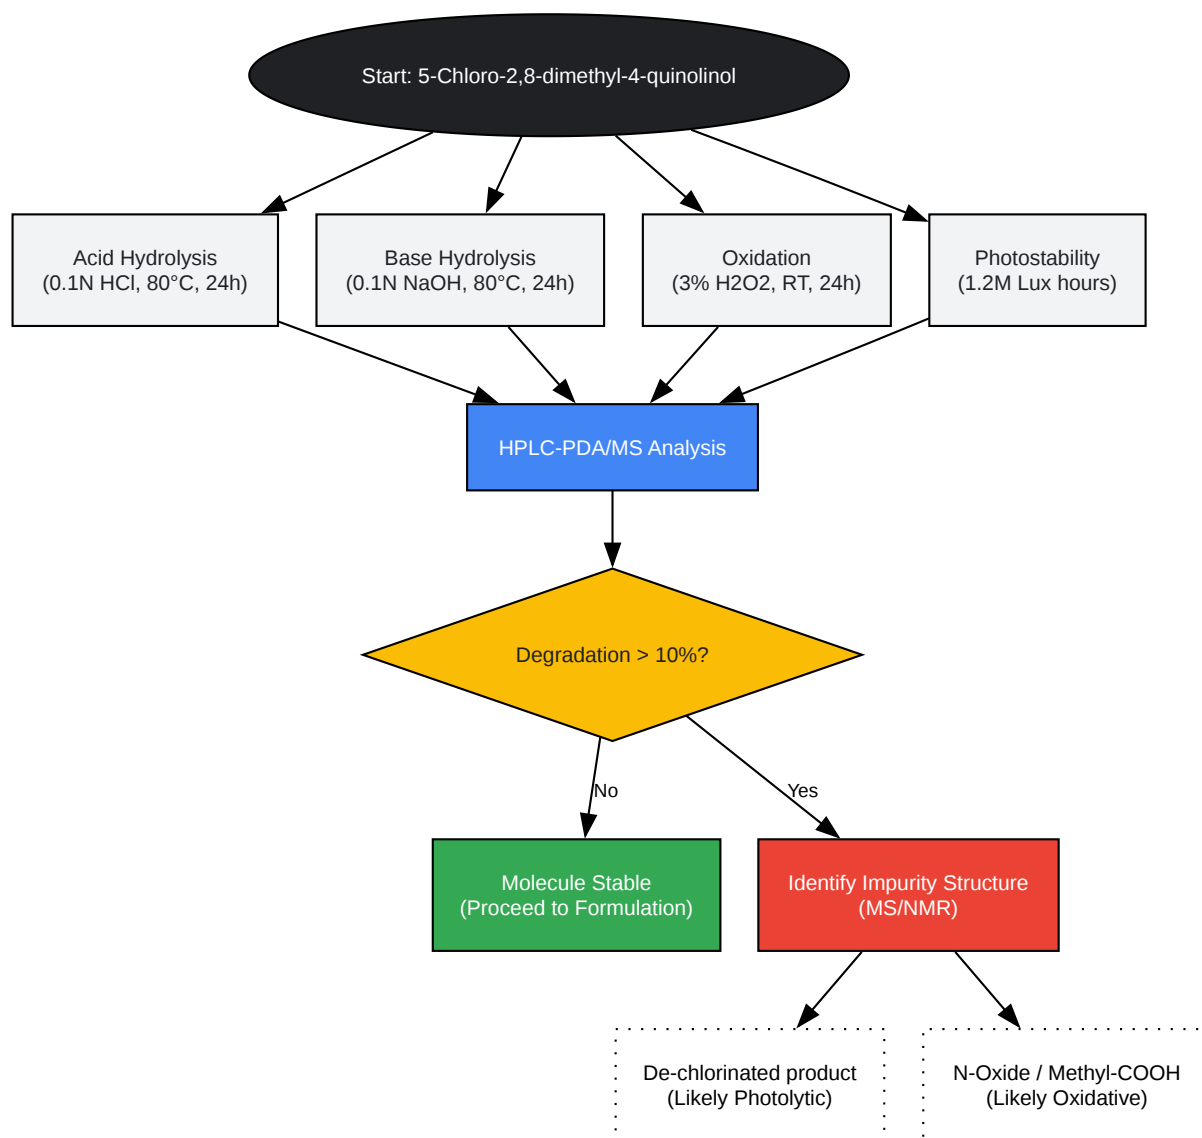 Start: 5-Chloro-2,8-dimethyl-4-quinolinol
Acid Hydrolysis
(0.1N HCl, 80°C, 24h)
Base Hydrolysis
(0.1N NaOH, 80°C, 24h)
Oxidation
(3% H2O2, RT, 24h)
Photostability
(1.2M Lux hours)
HPLC-PDA/MS Analysis
Degradation > 10%?
No
Yes
Molecule Stable
(Proceed to Formulation)
Identify Impurity Structure
(MS/NMR)
De-chlorinated product
(Likely Photolytic)
N-Oxide / Methyl-COOH
(Likely Oxidative)